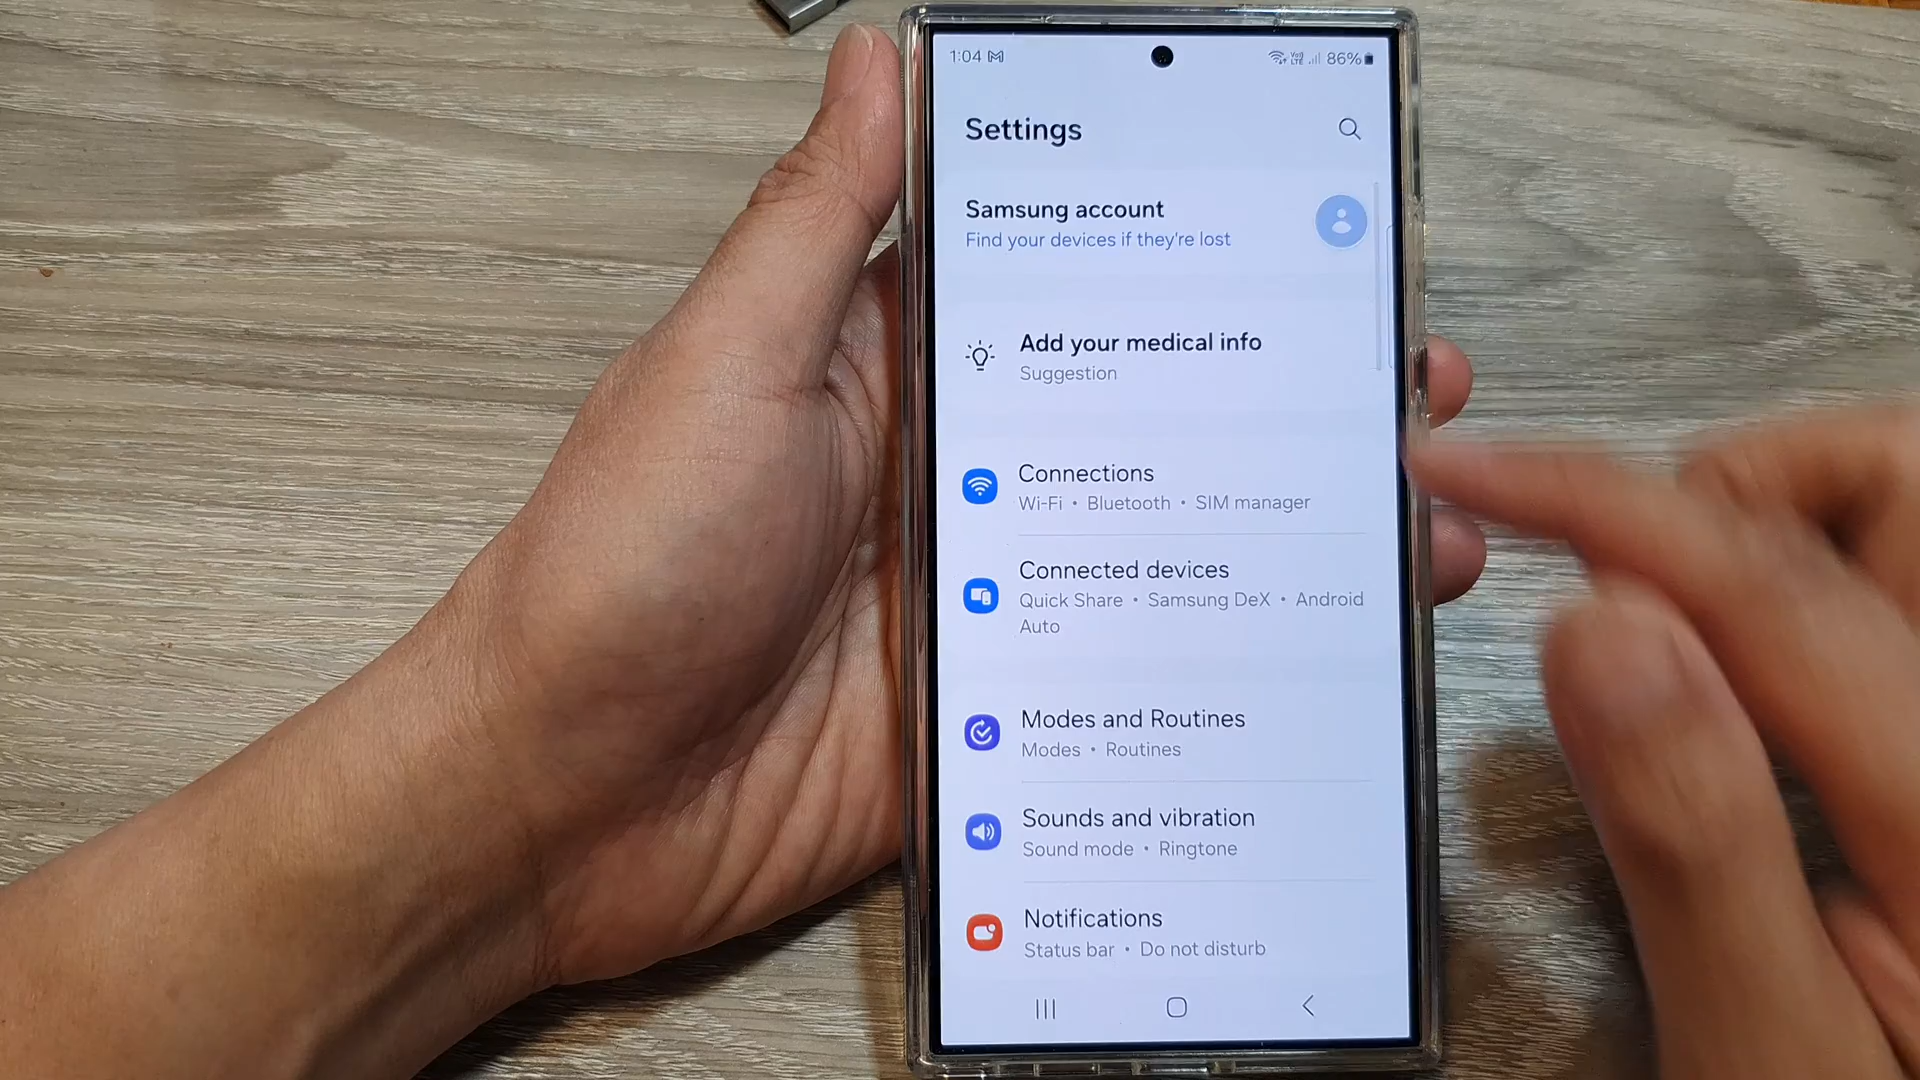 1:04 M VoLTE 86%
Settings
Samsung account
Find your devices if they're lost
Add your medical info
Suggestion
Connections
Wi-Fi • Bluetooth • SIM manager
Connected devices
Quick Share • Samsung DeX • Android
Auto
Modes and Routines
Modes • Routines
Sounds and vibration
Sound mode • Ringtone
Notifications
Status bar • Do not disturb